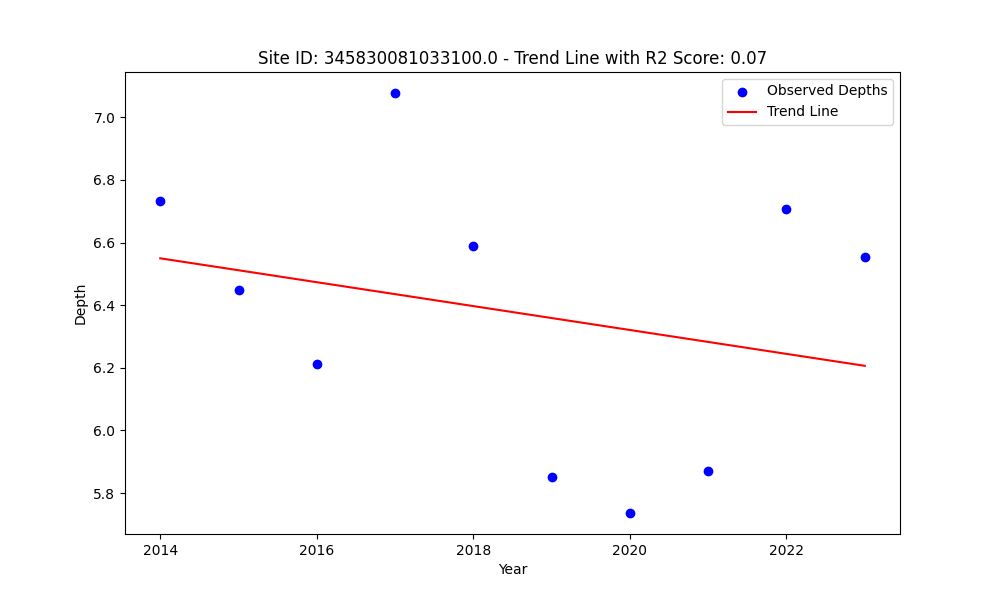 Site ID: 345830081033100.0 - Trend Line with R2 Score: 0.07
Observed Depths
Trend Line
7.0
6.8
6.6
6.4
6.2
6.0
5.8
Depth
2014
2016
2018
2020
2022
Year